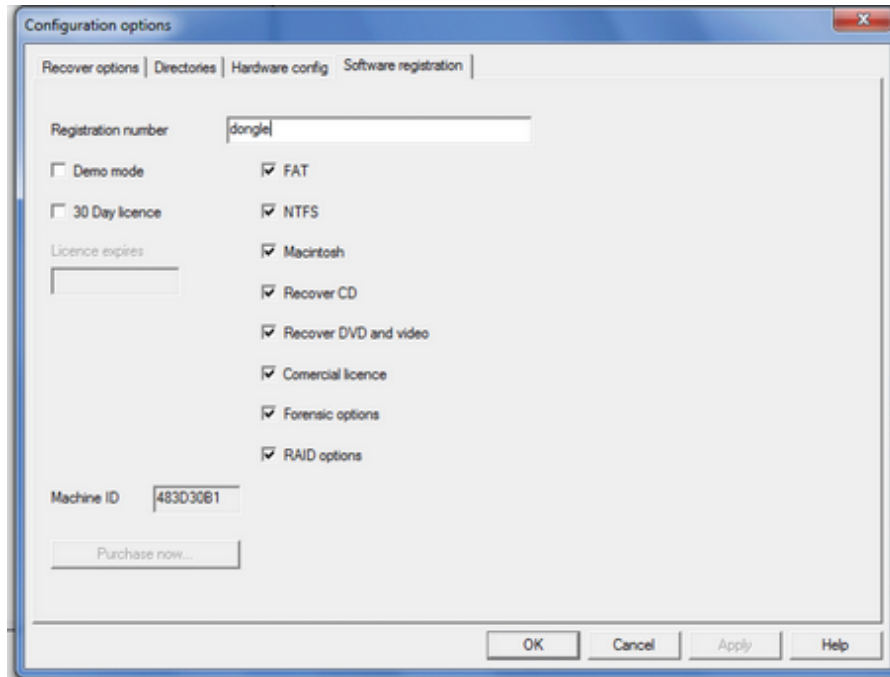 Configuration options
Recover options Directories Hardware config Software registration
Registration number dongle
Demo mode FAT
30 Day licence NTFS
Licence expires Macintosh
Recover CD
Recover DVD and video
Comercial licence
Forensic options
RAID options
Machine ID 483D30B1
Purchase now...
OK Cancel Apply Help